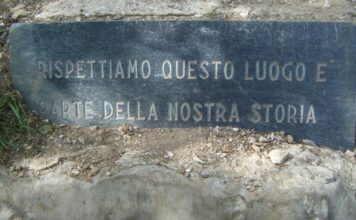 RISPETTIAMO QUESTO LUOGO E
PARTE DELLA NOSTRA STORIA